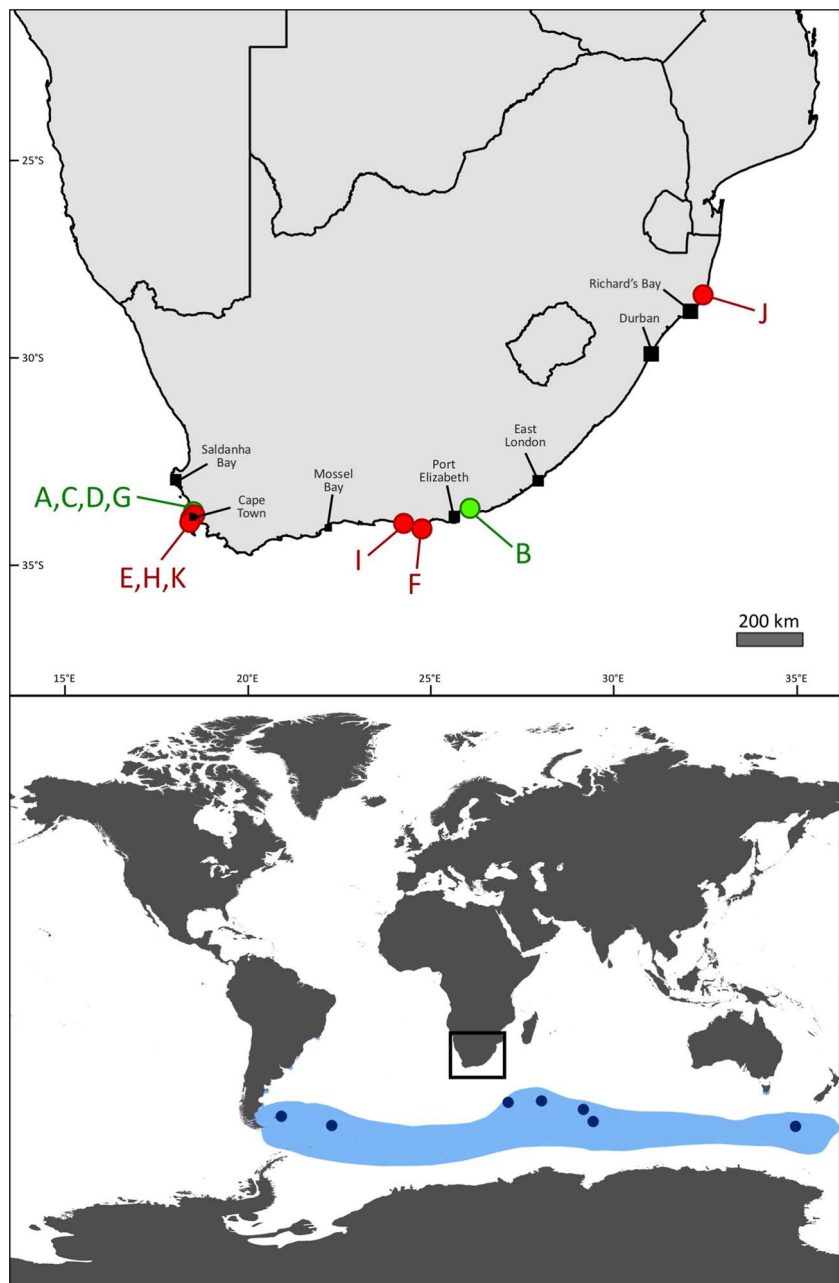 25°S
Richard's Bay
J
Durban
30°S
East
London
Saldanha
Bay
Port
Elizabeth
Mossel
Bay
A,C,D,G
Cape
Town
B
I
F
E,H,K
35°S
200 km
15°E
20°E
25°E
30°E
35°E